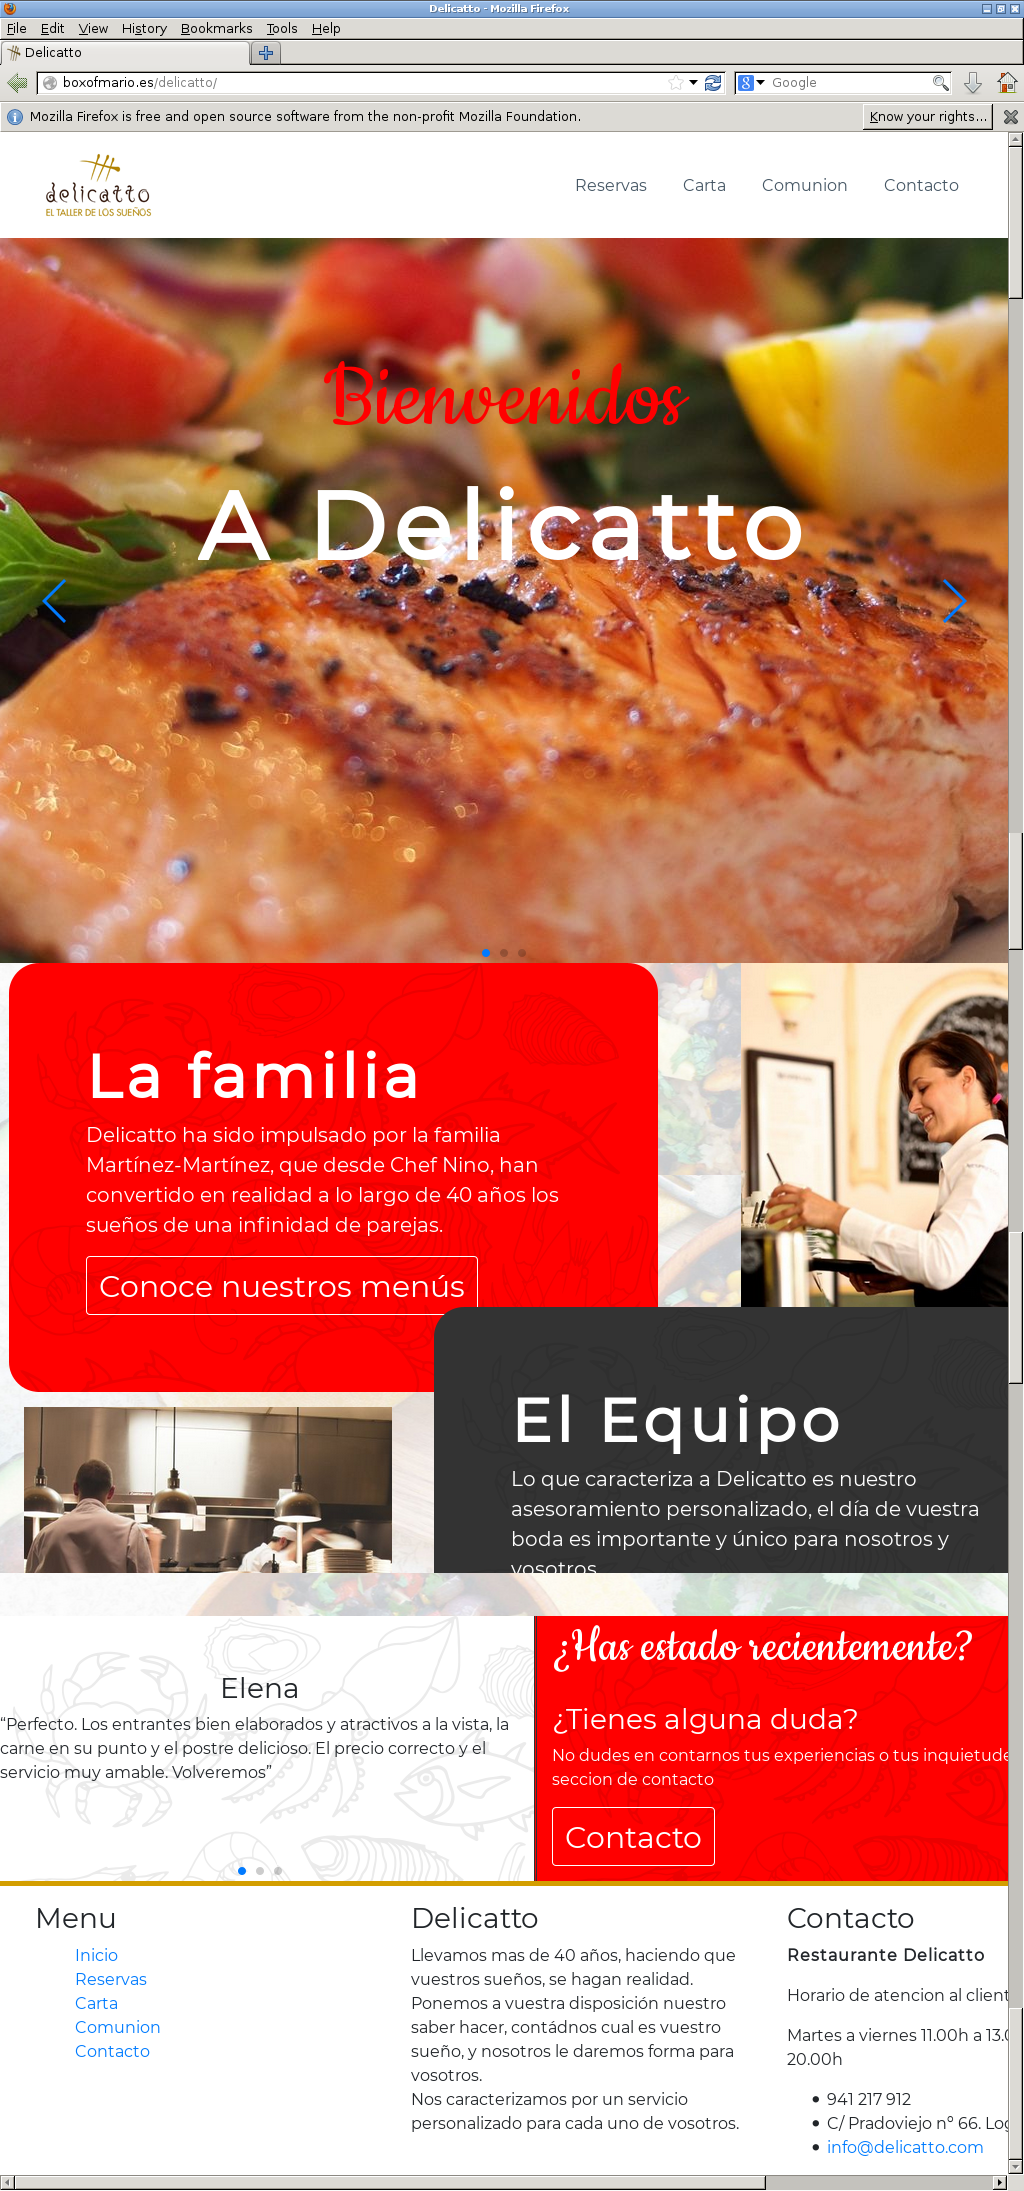 Delicatto - Mozilla Firefox
File Edit View History Bookmarks Tools Help
Delicatto
boxofmario.es/delicatto/
Google
Mozilla Firefox is free and open source software from the non-profit Mozilla Foundation.
Know your rights...
delicatto
EL TALLER DE LOS SUEÑOS
Reservas Carta Comunion Contacto
Bienvenidos
A Delicatto
La familia
Delicatto ha sido impulsado por la familia
Martínez-Martínez, que desde Chef Nino, han
convertido en realidad a lo largo de 40 años los
sueños de una infinidad de parejas.
Conoce nuestros menús
El Equipo
Lo que caracteriza a Delicatto es nuestro
asesoramiento personalizado, el día de vuestra
boda es importante y único para nosotros y
vosotros
Elena
“Perfecto. Los entrantes bien elaborados y atractivos a la vista, la
carne en su punto y el postre delicioso. El precio correcto y el
servicio muy amable. Volveremos”
¿Has estado recientemente?
¿Tienes alguna duda?
No dudes en contarnos tus experiencias o tus inquietude
seccion de contacto
Contacto
Menu
Inicio
Reservas
Carta
Comunion
Contacto
Delicatto
Llevamos mas de 40 años, haciendo que
vuestros sueños, se hagan realidad.
Ponemos a vuestra disposición nuestro
saber hacer, contádnos cual es vuestro
sueño, y nosotros le daremos forma para
vosotros.
Nos caracterizamos por un servicio
personalizado para cada uno de vosotros.
Contacto
Restaurante Delicatto
Horario de atencion al client
Martes a viernes 11.00h a 13.0
20.00h
941 217 912
C/ Pradoviejo nº 66. Log
info@delicatto.com